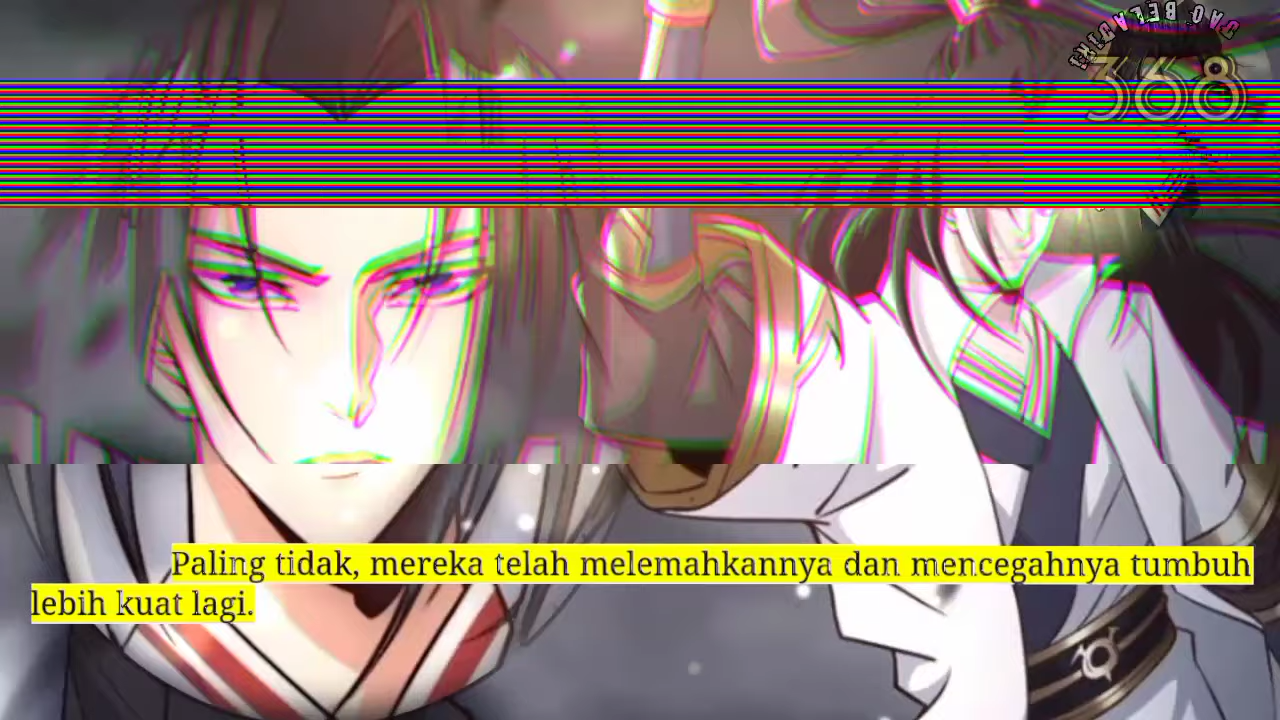 368
Paling tidak, mereka telah melemahkannya dan mencegahnya tumbuh
lebih kuat lagi.